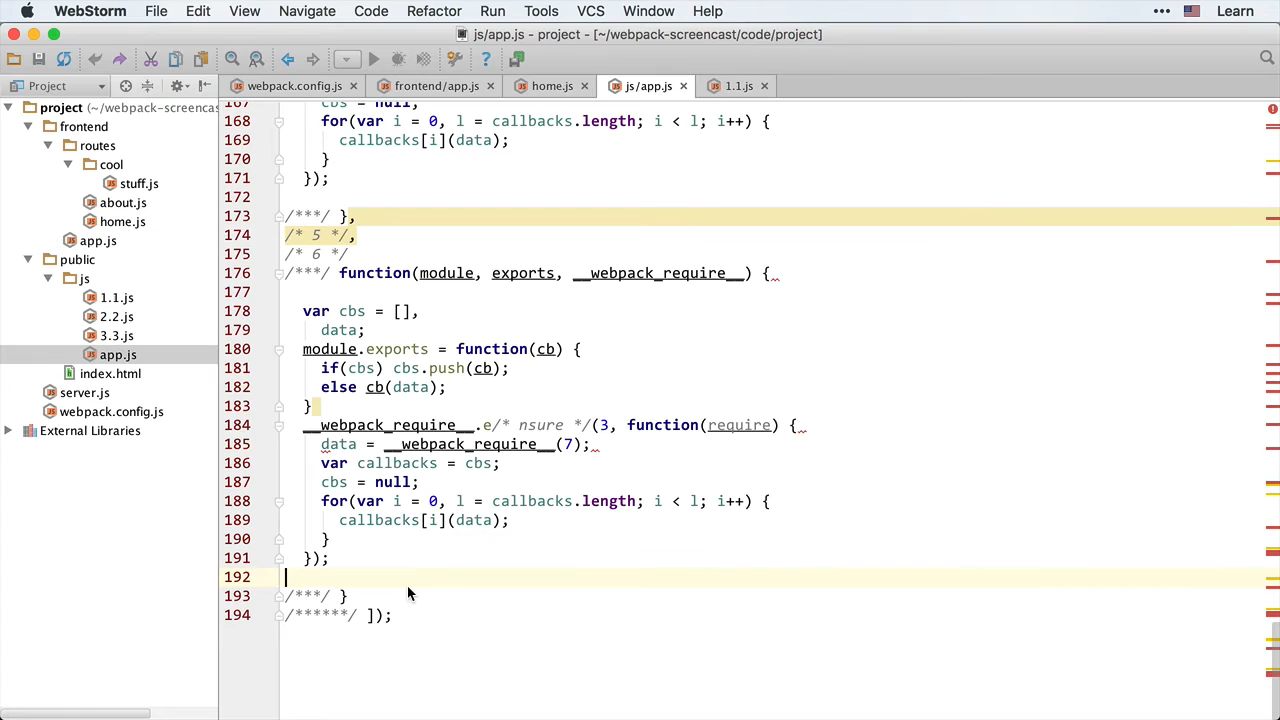 WebStorm File Edit View Navigate Code Refactor Run Tools VCS Window Help ••• Learn
js/app.js - project - [~/webpack-screencast/code/project]
Project
webpack.config.js frontend/app.js home.js js/app.js 1.1.js
project (~/webpack-screencas
frontend
routes
cool
stuff.js
about.js
home.js
app.js
public
js
1.1.js
2.2.js
3.3.js
app.js
index.html
server.js
webpack.config.js
External Libraries
167 cbs = null;
168 for(var i = 0, l = callbacks.length; i < l; i++) {
169 callbacks[i](data);
170 }
171 });
172
173 /***/ },
174 /* 5 */,
175 /* 6 */
176 /***/ function(module, exports, __webpack_require__) {
177
178 var cbs = [],
179 data;
180 module.exports = function(cb) {
181 if(cbs) cbs.push(cb);
182 else cb(data);
183 }
184 __webpack_require__.e/* nsure */(3, function(require) {
185 data = __webpack_require__(7);
186 var callbacks = cbs;
187 cbs = null;
188 for(var i = 0, l = callbacks.length; i < l; i++) {
189 callbacks[i](data);
190 }
191 });
192
193 /***/ }
194 /******/ ]);